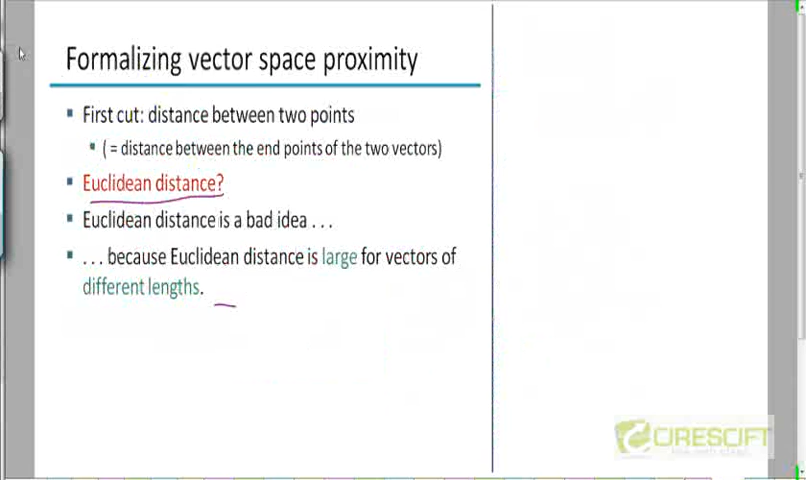 Formalizing vector space proximity
First cut: distance between two points
( = distance between the end points of the two vectors)
Euclidean distance?
Euclidean distance is a bad idea . . .
. . . because Euclidean distance is large for vectors of
different lengths.